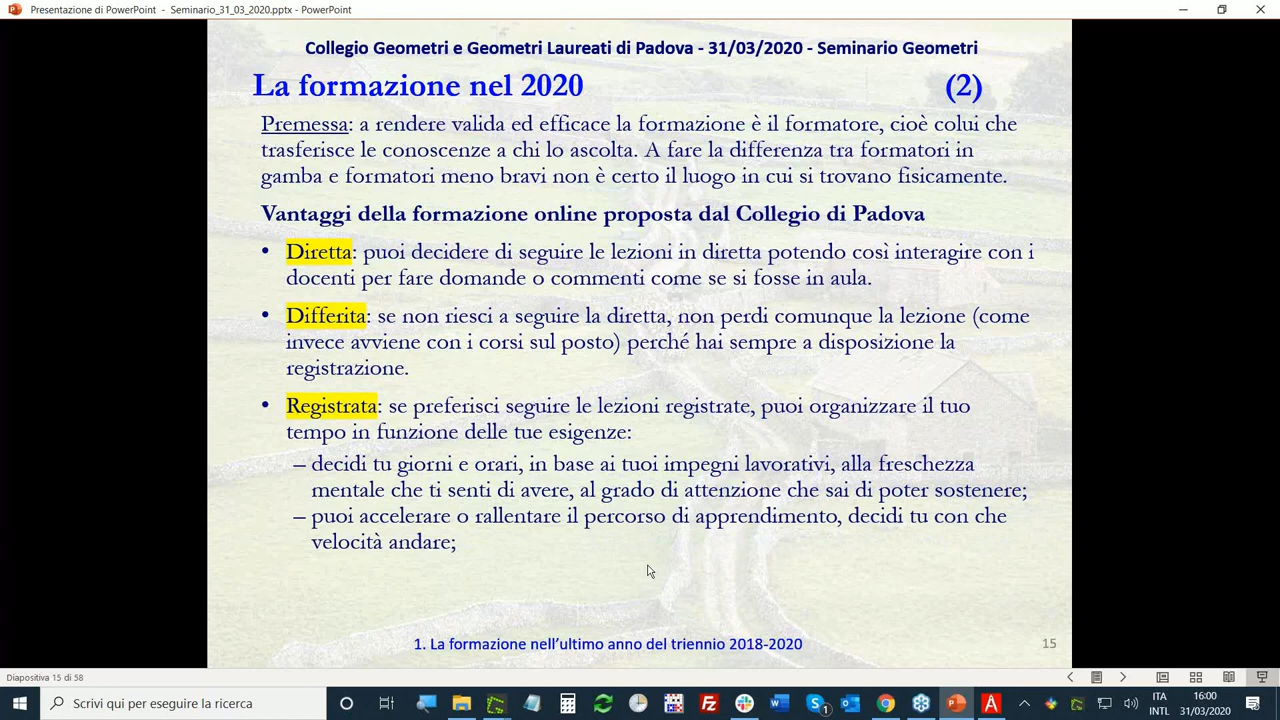 Presentazione di PowerPoint - Seminario_31_03_2020.pptx - PowerPoint
Collegio Geometri e Geometri Laureati di Padova - 31/03/2020 - Seminario Geometri
La formazione nel 2020 (2)
Premessa: a rendere valida ed efficace la formazione è il formatore, cioè colui che
trasferisce le conoscenze a chi lo ascolta. A fare la differenza tra formatori in
gamba e formatori meno bravi non è certo il luogo in cui si trovano fisicamente.
Vantaggi della formazione online proposta dal Collegio di Padova
• Diretta: puoi decidere di seguire le lezioni in diretta potendo così interagire con i
docenti per fare domande o commenti come se si fosse in aula.
• Differita: se non riesci a seguire la diretta, non perdi comunque la lezione (come
invece avviene con i corsi sul posto) perché hai sempre a disposizione la
registrazione.
• Registrata: se preferisci seguire le lezioni registrate, puoi organizzare il tuo
tempo in funzione delle tue esigenze:
– decidi tu giorni e orari, in base ai tuoi impegni lavorativi, alla freschezza
mentale che ti senti di avere, al grado di attenzione che sai di poter sostenere;
– puoi accelerare o rallentare il percorso di apprendimento, decidi tu con che
velocità andare;
1. La formazione nell'ultimo anno del triennio 2018-2020
15
Diapositiva 15 di 58
Scrivi qui per eseguire la ricerca
ITA
INTL
16:00
31/03/2020